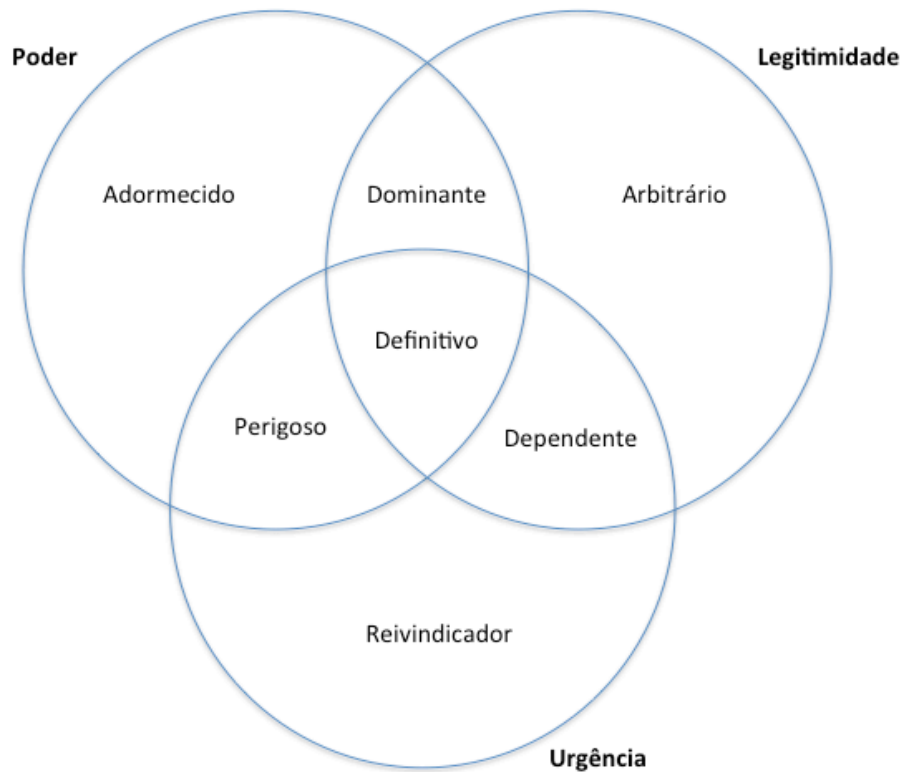 Poder
Legitimidade
Adormecido
Dominante
Arbitrário
Definitivo
Perigoso
Dependente
Reivindicador
Urgência